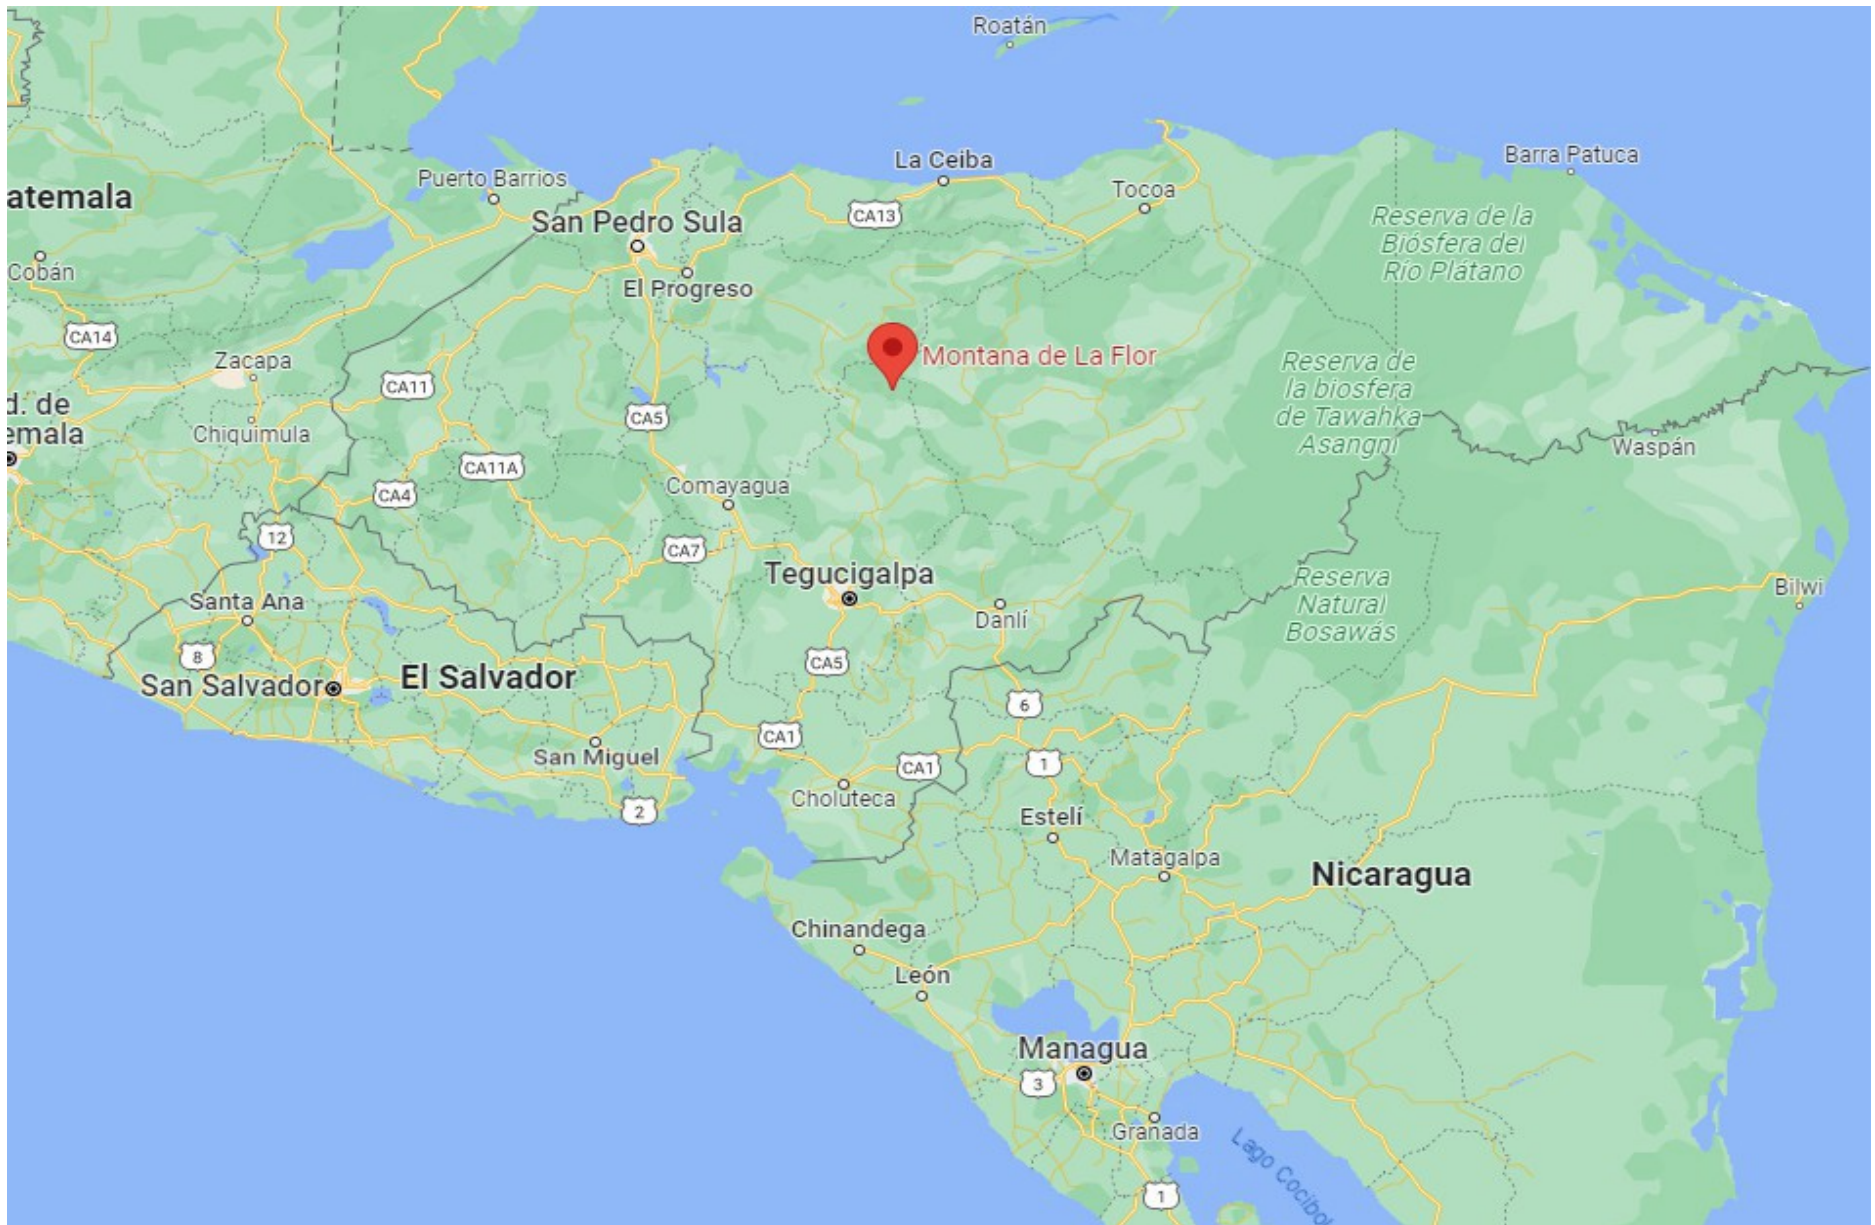 Roatán
Barra Patuca
La Ceiba
Puerto Barrios
Tocoa
atemala
San Pedro Sula
CA13
Reserva de la
Biósfera del
Río Plátano
Cobán
El Progreso
CA14
Montana de La Flor
Zacapa
CA11
Reserva de
la biosfera
de Tawahka
Asangni
d. de
emala
Chiquimula
CA5
Waspán
CA11A
CA4
Comayagua
12
CA7
Tegucigalpa
Reserva
Natural
Bosawás
Bilwi
Santa Ana
Danlí
8
CA5
San Salvador
El Salvador
6
CA1
San Miguel
CA1
1
Choluteca
2
Estelí
Matagalpa
Nicaragua
Chinandega
León
Managua
3
Granada
Lago Cocibol
1